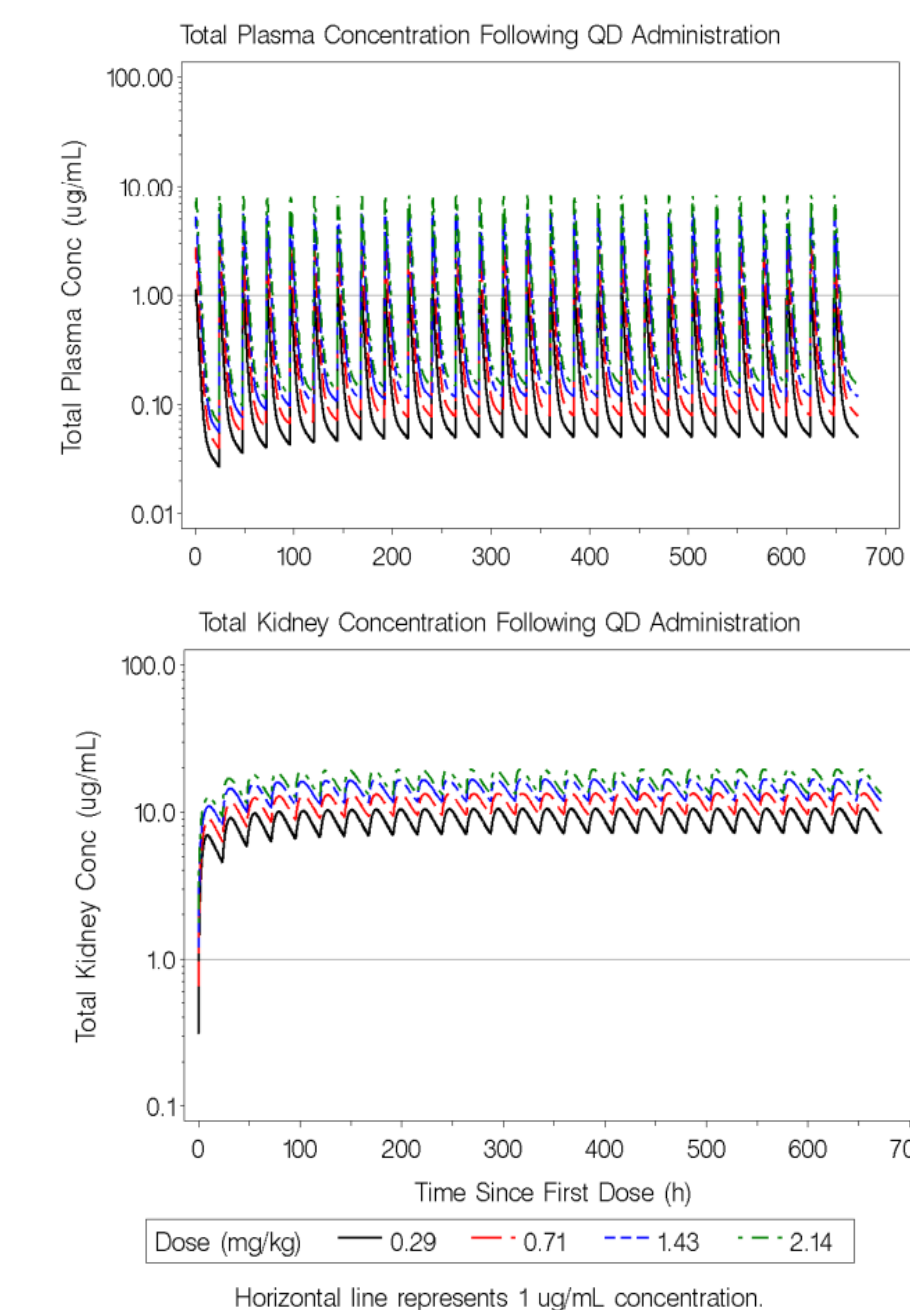 Total Plasma Concentration Following QD Administration
Total Plasma Conc (ug/mL)
100.00
10.00
1.00
0.10
0.01
0 100 200 300 400 500 600 700
Total Kidney Concentration Following QD Administration
Total Kidney Conc (ug/mL)
100.0
10.0
1.0
0.1
0 100 200 300 400 500 600 70
Time Since First Dose (h)
Dose (mg/kg) 0.29 0.71 1.43 2.14
Horizontal line represents 1 ug/mL concentration.